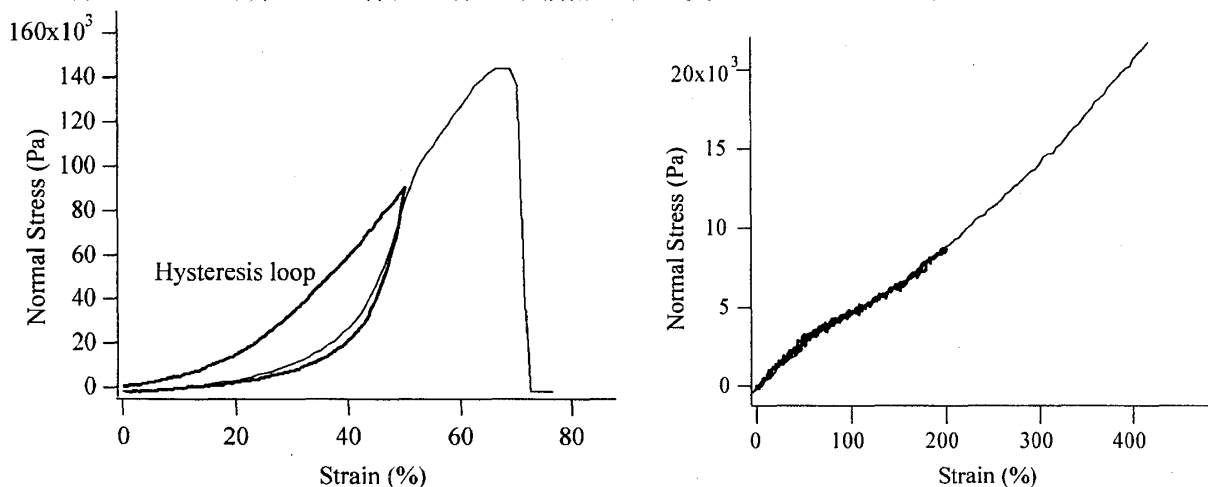 160x10³
140
120
100
80
60
40
20
0
Normal Stress (Pa)
Hysteresis loop
0 20 40 60 80
Strain (%)
20x10³
15
10
5
0
Normal Stress (Pa)
0 100 200 300 400
Strain (%)